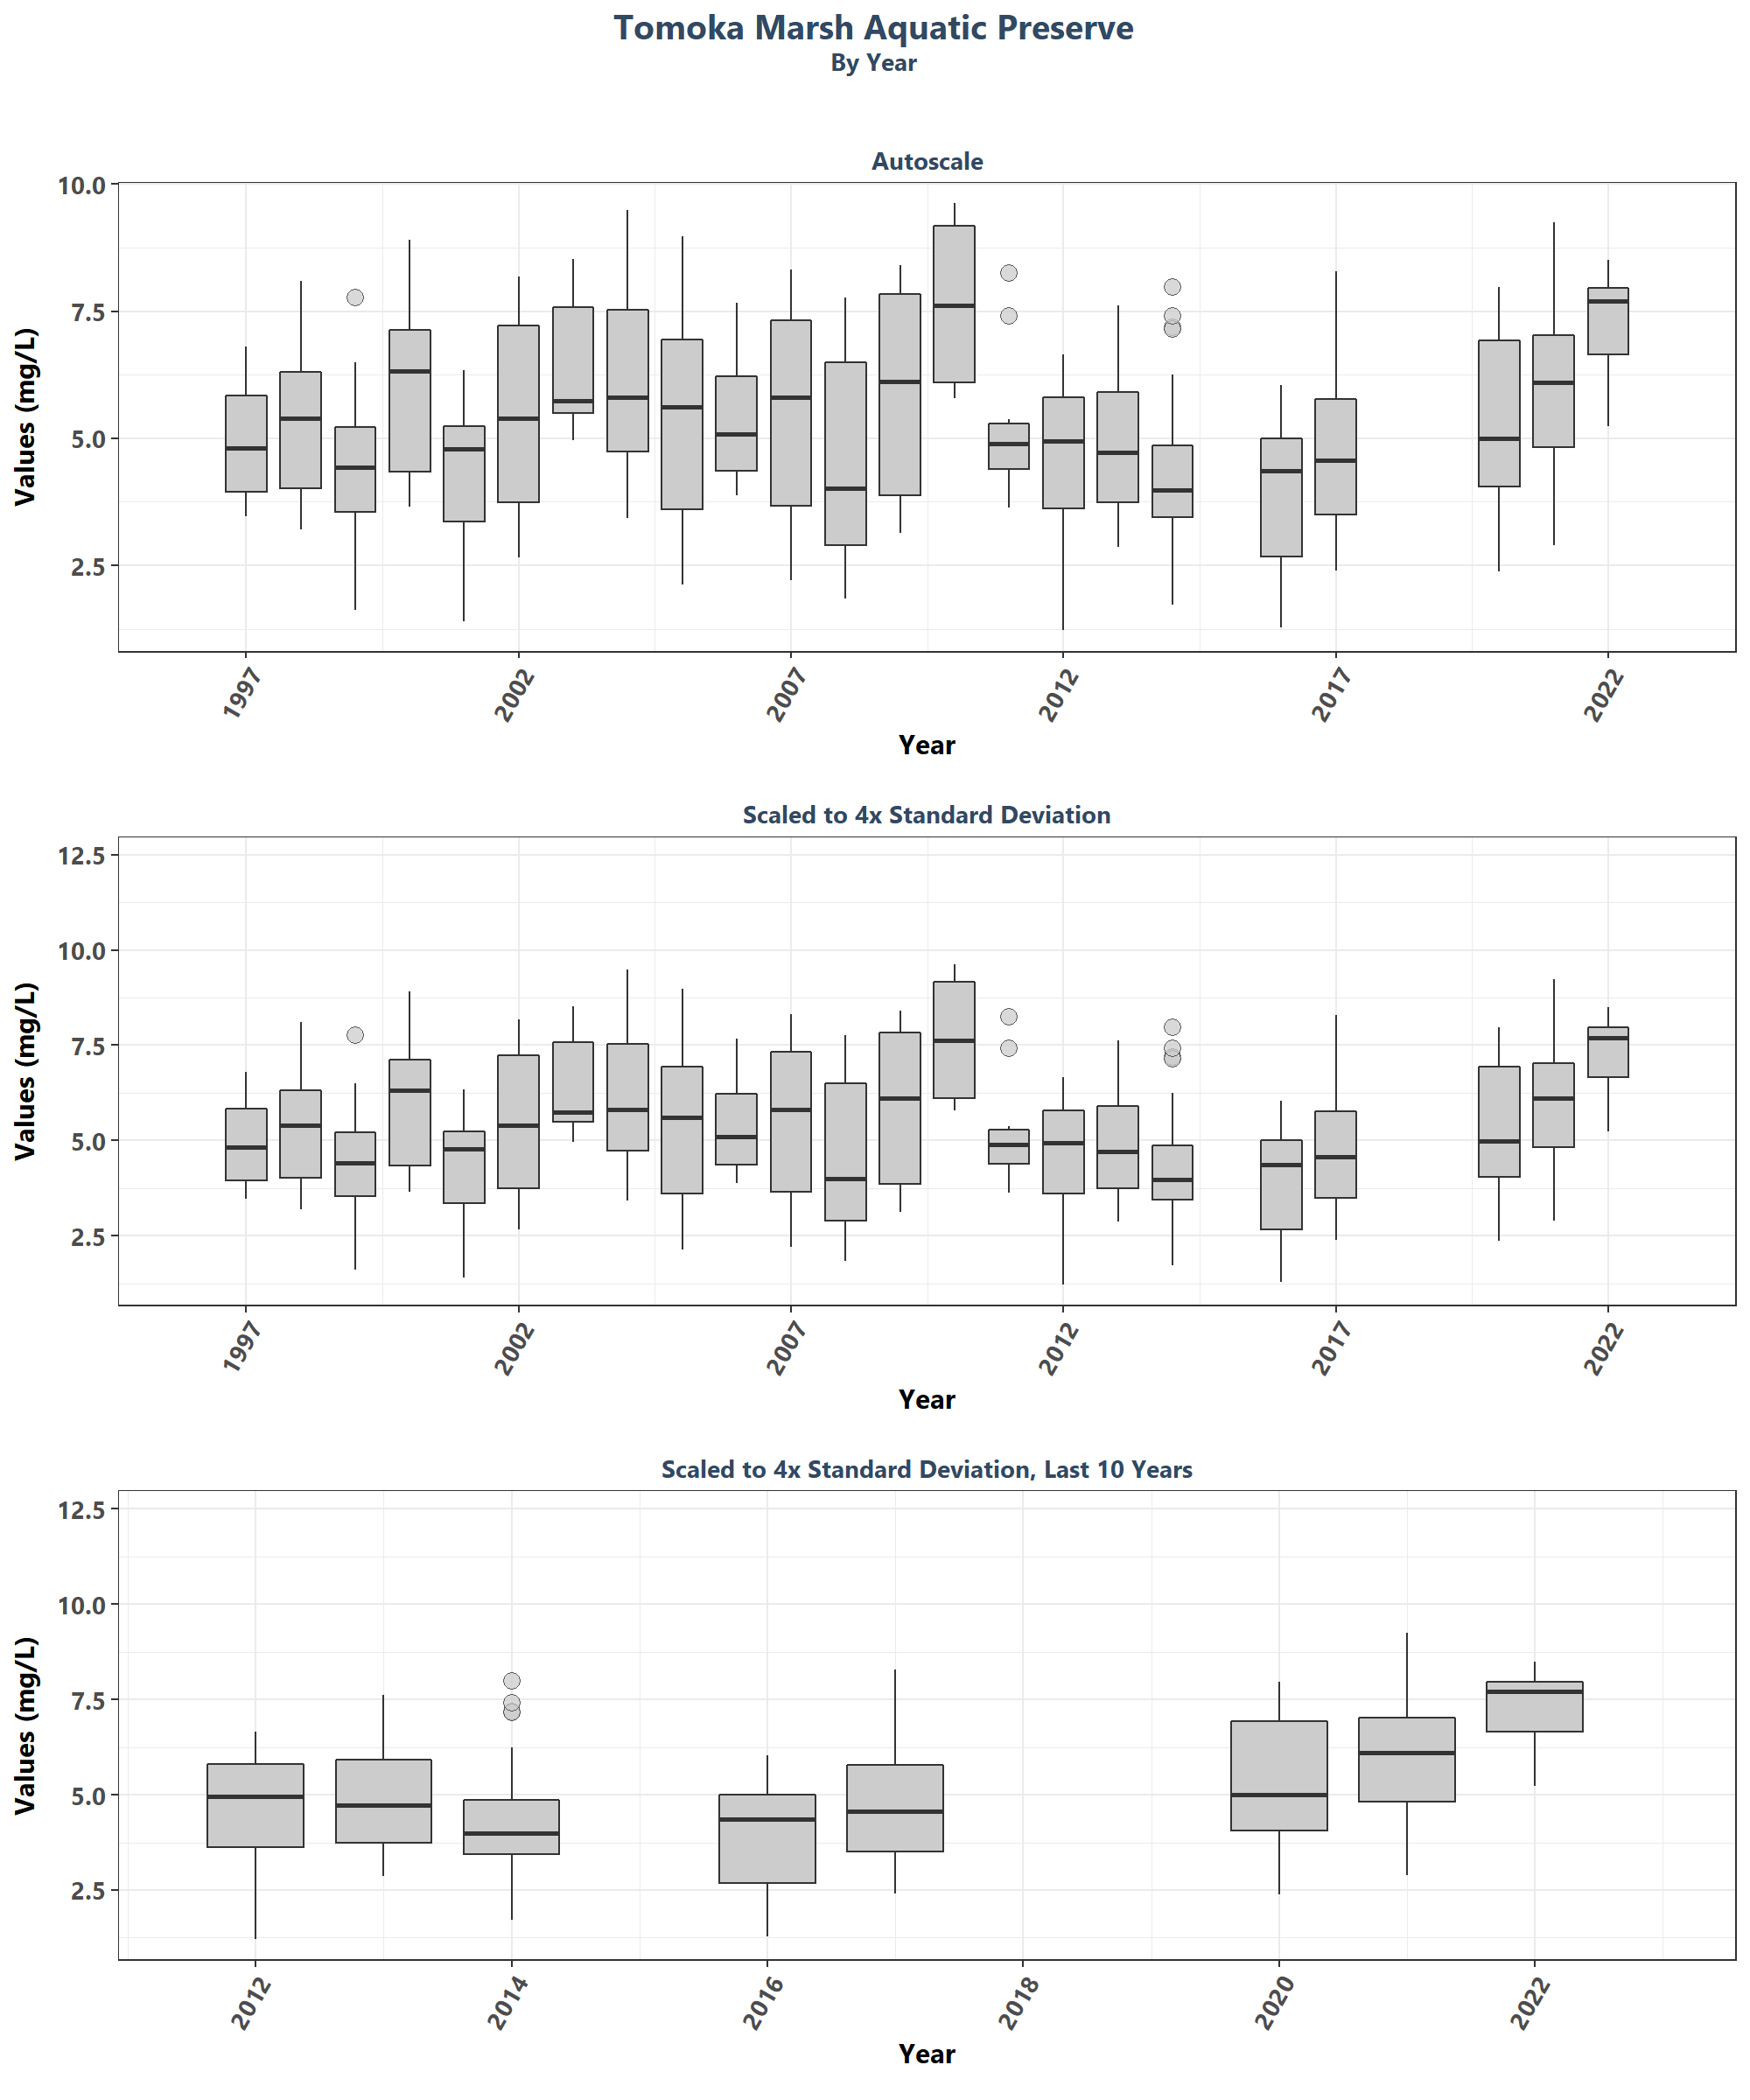 Tomoka Marsh Aquatic Preserve
By Year
Autoscale
Values (mg/L)
10.0
7.5
5.0
2.5
1997 2002 2007 2012 2017 2022
Year
Scaled to 4x Standard Deviation
Values (mg/L)
12.5
10.0
7.5
5.0
2.5
1997 2002 2007 2012 2017 2022
Year
Scaled to 4x Standard Deviation, Last 10 Years
Values (mg/L)
12.5
10.0
7.5
5.0
2.5
2012 2014 2016 2018 2020 2022
Year